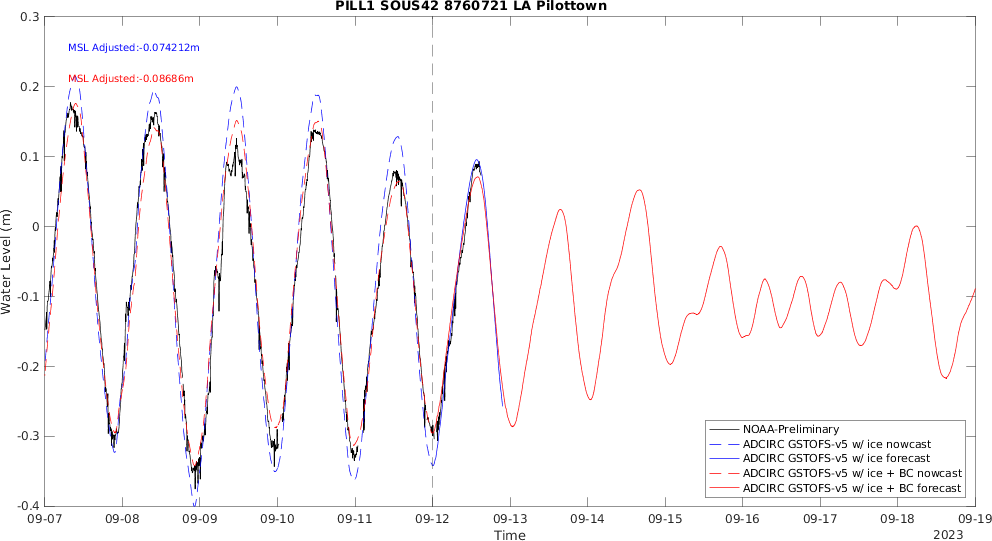 PILL1 SOUS42 8760721 LA Pilottown
0.3
0.2
0.1
0
-0.1
-0.2
-0.3
-0.4
Water Level (m)
MSL Adjusted:-0.074212m
MSL Adjusted:-0.08686m
NOAA-Preliminary
ADCIRC GSTOFS-v5 w/ ice nowcast
ADCIRC GSTOFS-v5 w/ ice forecast
ADCIRC GSTOFS-v5 w/ ice + BC nowcast
ADCIRC GSTOFS-v5 w/ ice + BC forecast
09-07 09-08 09-09 09-10 09-11 09-12 09-13 09-14 09-15 09-16 09-17 09-18 09-19
Time
2023